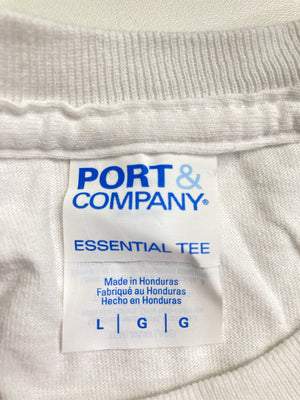 PORT &
COMPANY®
ESSENTIAL TEE
Made in Honduras
Fabriqué au Honduras
Hecho en Honduras
L | G | G